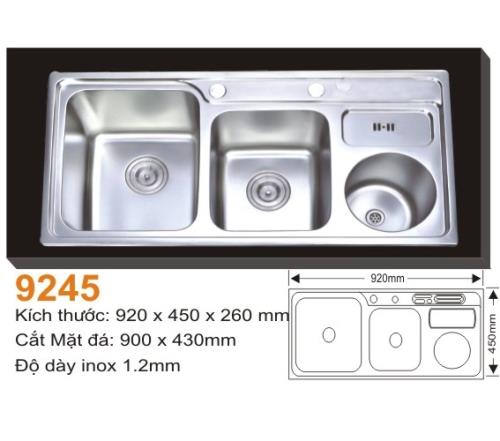 920mm
9245
Kích thước: 920 x 450 x 260 mm
Cắt Mặt đá: 900 x 430mm
Độ dày inox 1.2mm
450mm